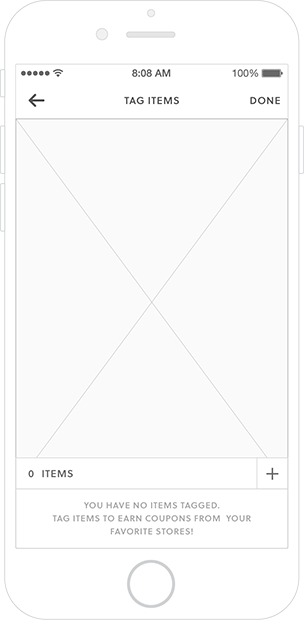 8:08 AM 100%
TAG ITEMS DONE
0 ITEMS
YOU HAVE NO ITEMS TAGGED.
TAG ITEMS TO EARN COUPONS FROM YOUR
FAVORITE STORES!